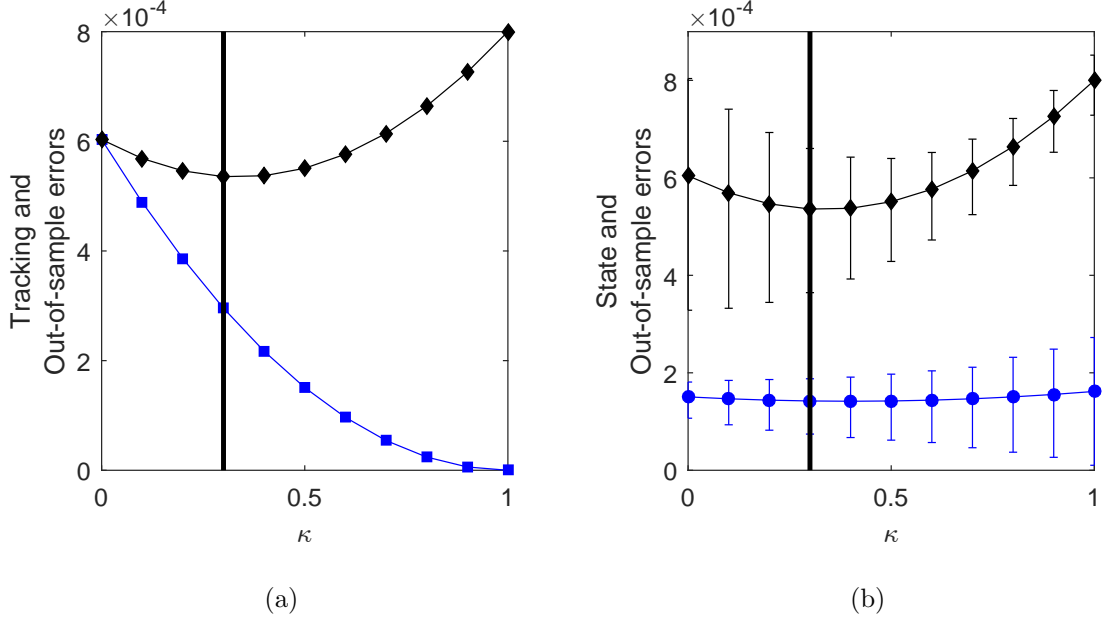 ×10⁻⁴
8
6
4
2
0
0
0.5
1
Tracking and
Out-of-sample errors
κ
(a)
×10⁻⁴
8
6
4
2
0
0
0.5
1
State and
Out-of-sample errors
κ
(b)